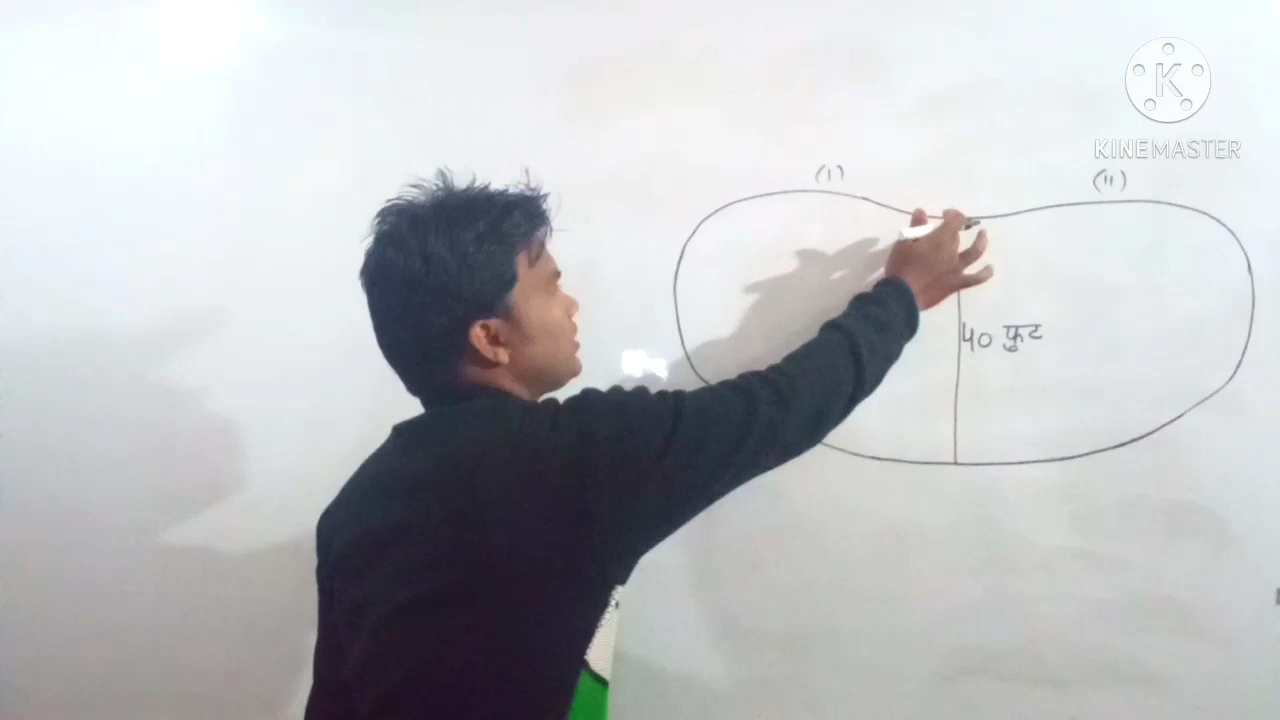 K
KINEMASTER
(I)
(II)
40 फुट